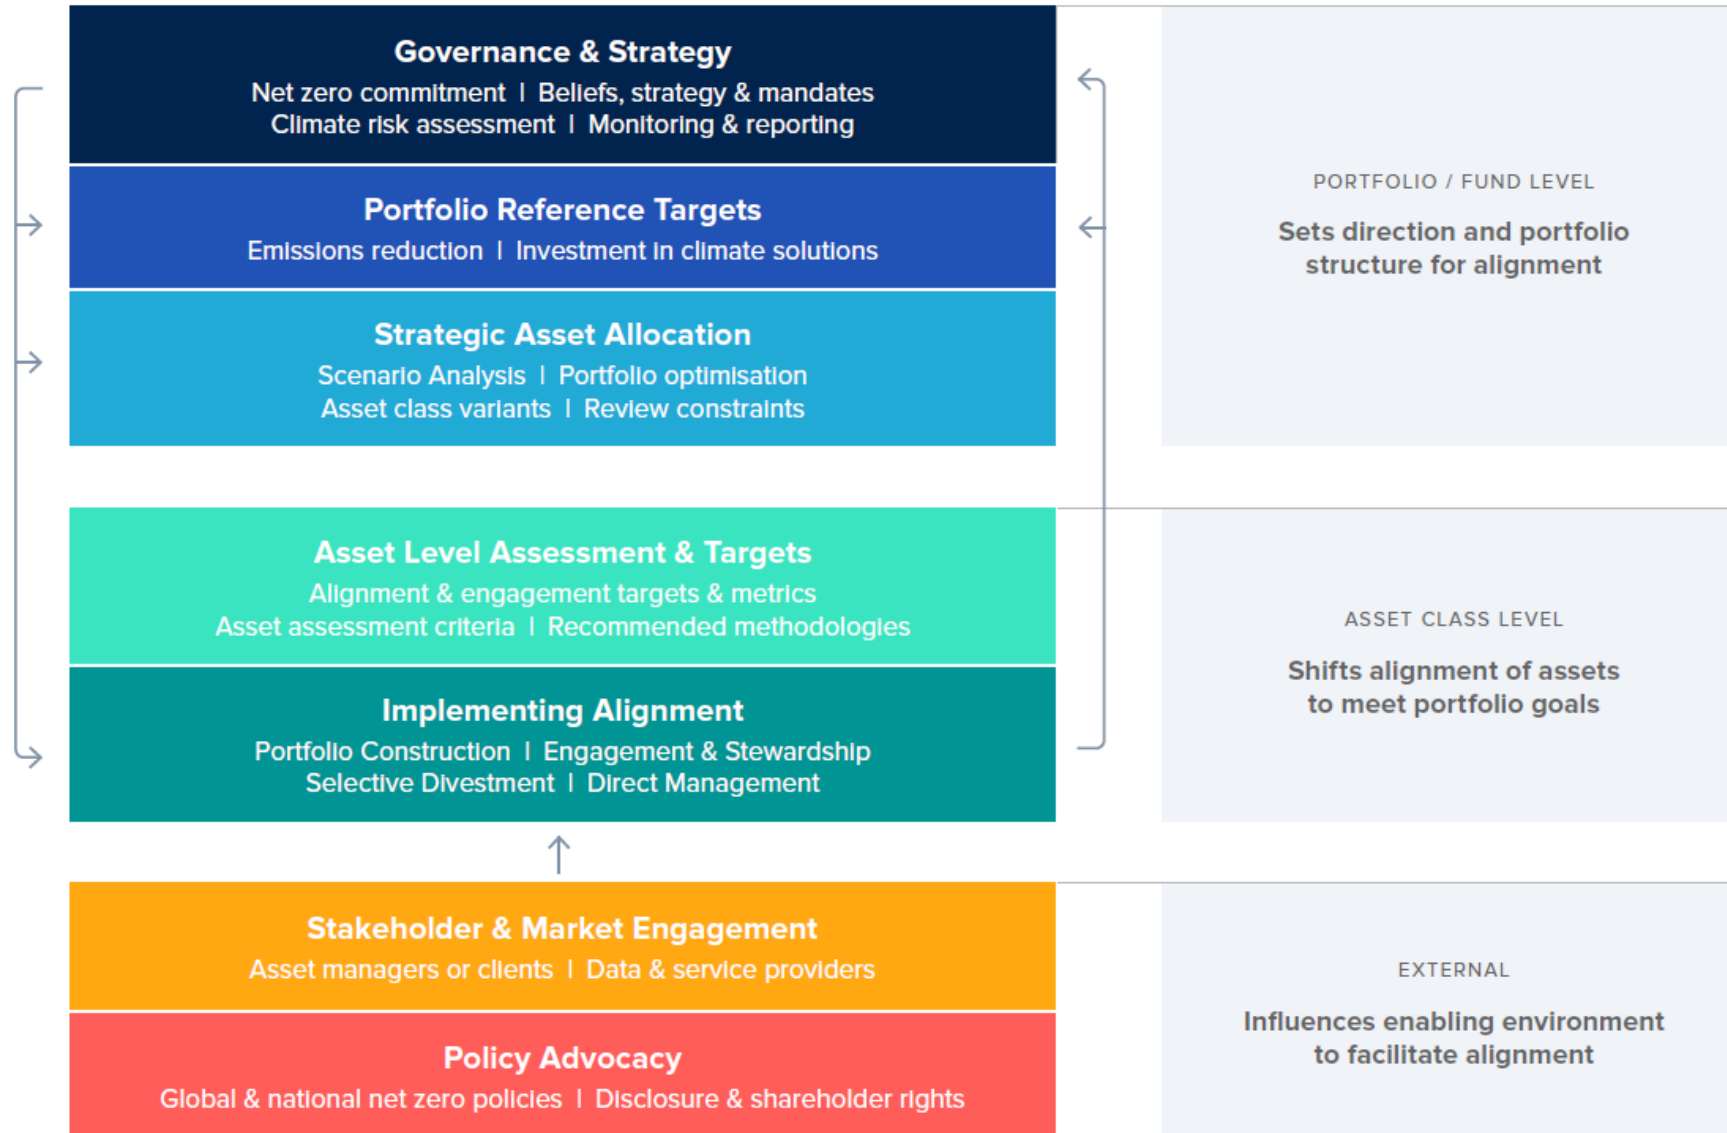 Governance & Strategy
Net zero commitment | Beliefs, strategy & mandates
Climate risk assessment | Monitoring & reporting
Portfolio Reference Targets
Emissions reduction | Investment in climate solutions
Strategic Asset Allocation
Scenario Analysis | Portfolio optimisation
Asset class variants | Review constraints
PORTFOLIO / FUND LEVEL
Sets direction and portfolio
structure for alignment
Asset Level Assessment & Targets
Alignment & engagement targets & metrics
Asset assessment criteria | Recommended methodologies
Implementing Alignment
Portfolio Construction | Engagement & Stewardship
Selective Divestment | Direct Management
ASSET CLASS LEVEL
Shifts alignment of assets
to meet portfolio goals
Stakeholder & Market Engagement
Asset managers or clients | Data & service providers
Policy Advocacy
Global & national net zero policies | Disclosure & shareholder rights
EXTERNAL
Influences enabling environment
to facilitate alignment